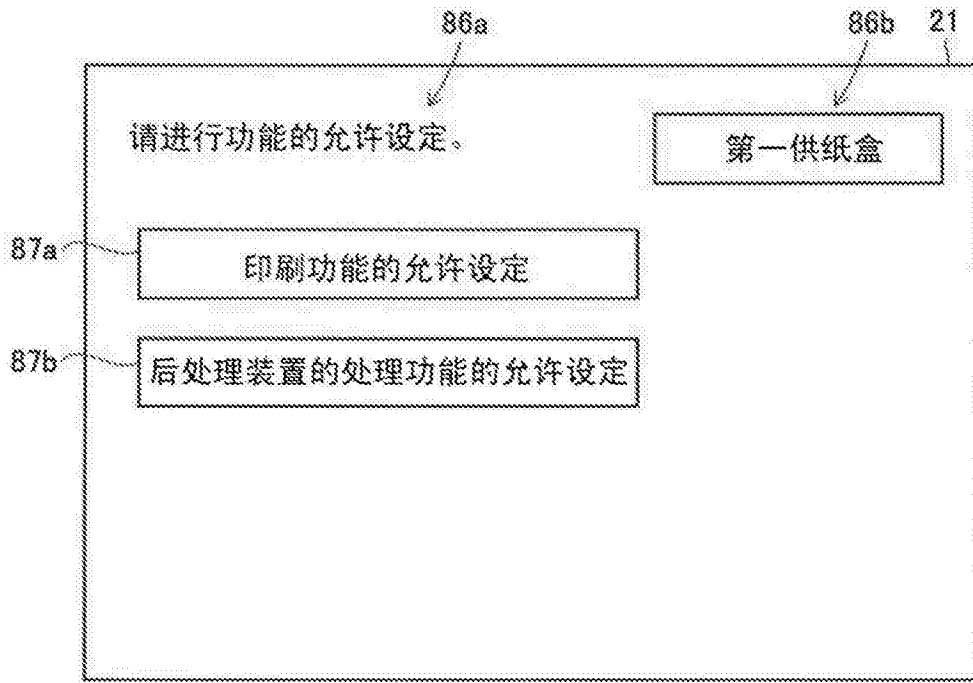 86a
86b
21
请进行功能的允许设定。
第一供纸盒
87a
印刷功能的允许设定
87b
后处理装置的处理功能的允许设定